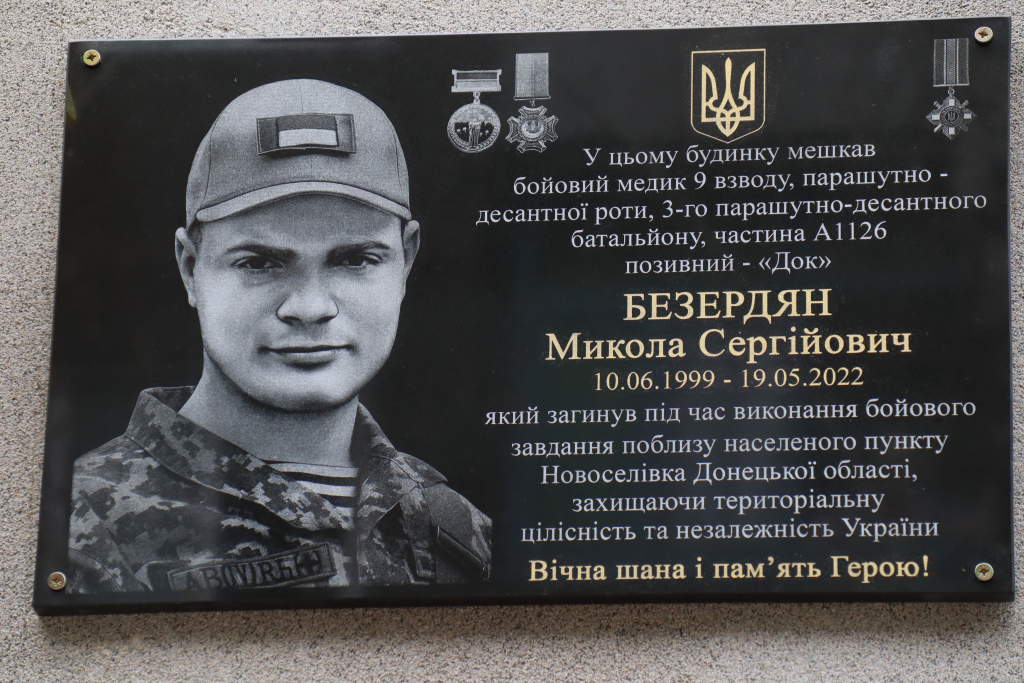 У цьому будинку мешкав
бойовий медик 9 взводу, парашутно -
десантної роти, 3-го парашутно-десантного
батальйону, частина А1126
позивний - «Док»
БЕЗЕРДЯН
Микола Сергійович
10.06.1999 - 19.05.2022
який загинув під час виконання бойового
завдання поблизу населеного пункту
Новоселівка Донецької області,
захищаючи територіальну
цілісність та незалежність України
Вічна шана і пам’ять Герою!